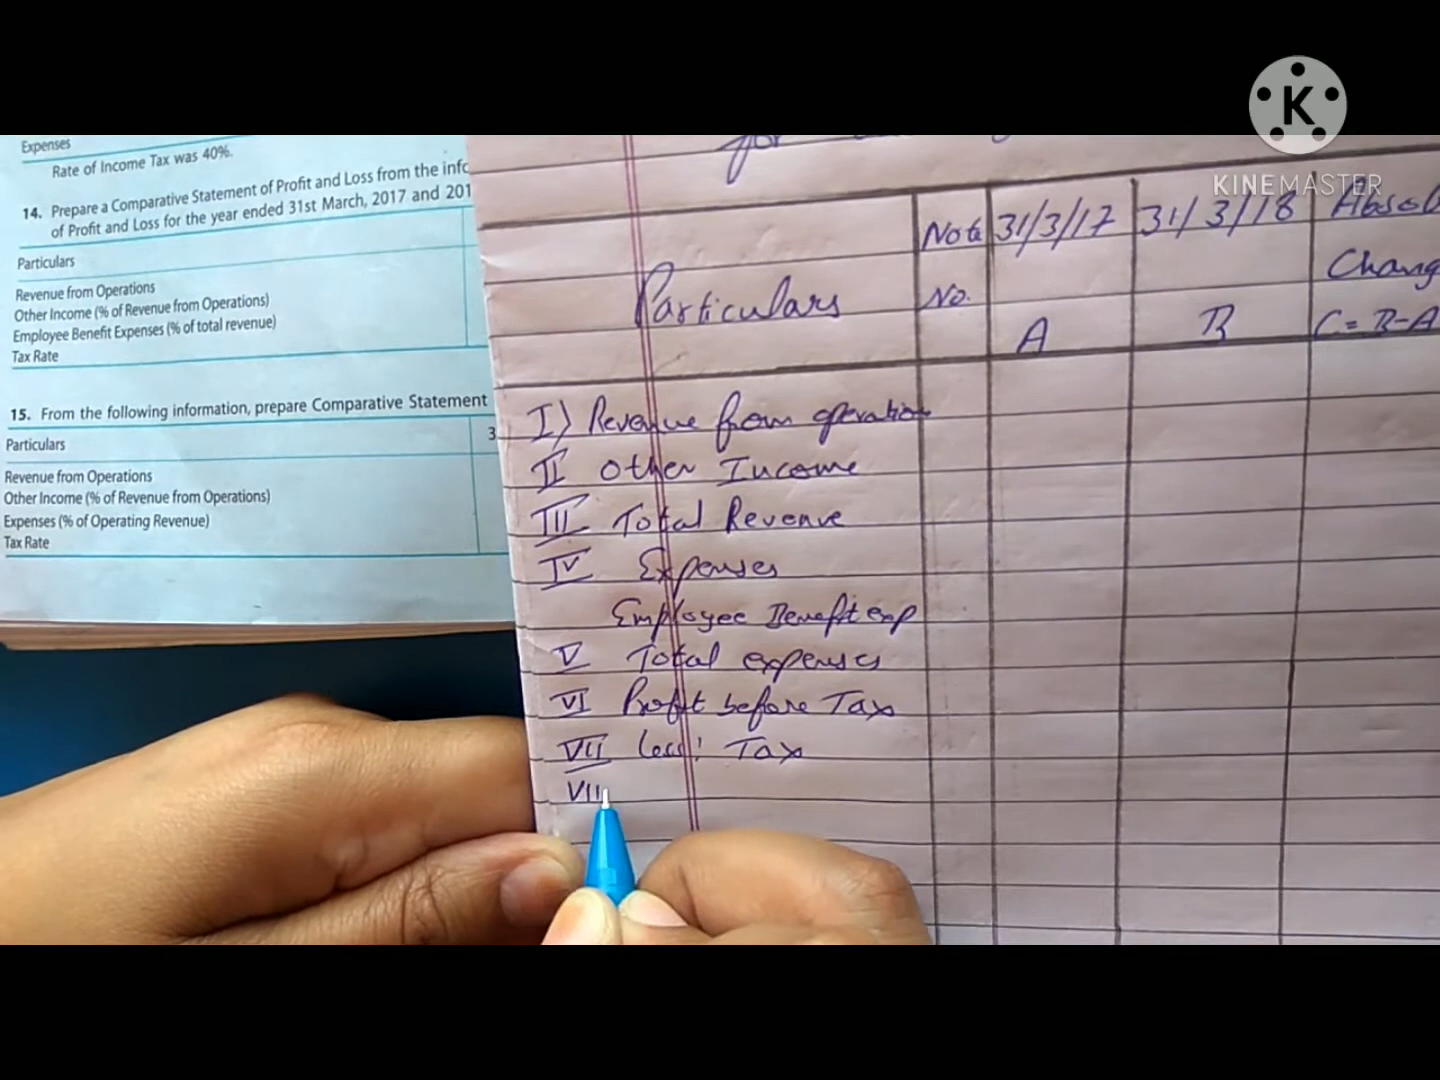 K
KINEMASTER
Expenses
Rate of Income Tax was 40%.
14. Prepare a Comparative Statement of Profit and Loss from the info
of Profit and Loss for the year ended 31st March, 2017 and 201
Particulars
Revenue from Operations
Other Income (% of Revenue from Operations)
Employee Benefit Expenses (% of total revenue)
Tax Rate
15. From the following information, prepare Comparative Statement
Particulars 3
Revenue from Operations
Other Income (% of Revenue from Operations)
Expenses (% of Operating Revenue)
Tax Rate
for
Particulars Note No. 31/3/17 31/3/18 Absol
Chang
A B C = B-A
I) Revenue from operation
II Other Income
III Total Revenue
IV Expenses
Employee Benefit exp
V Total expenses
VI Profit before Tax
VII Less: Tax
VII